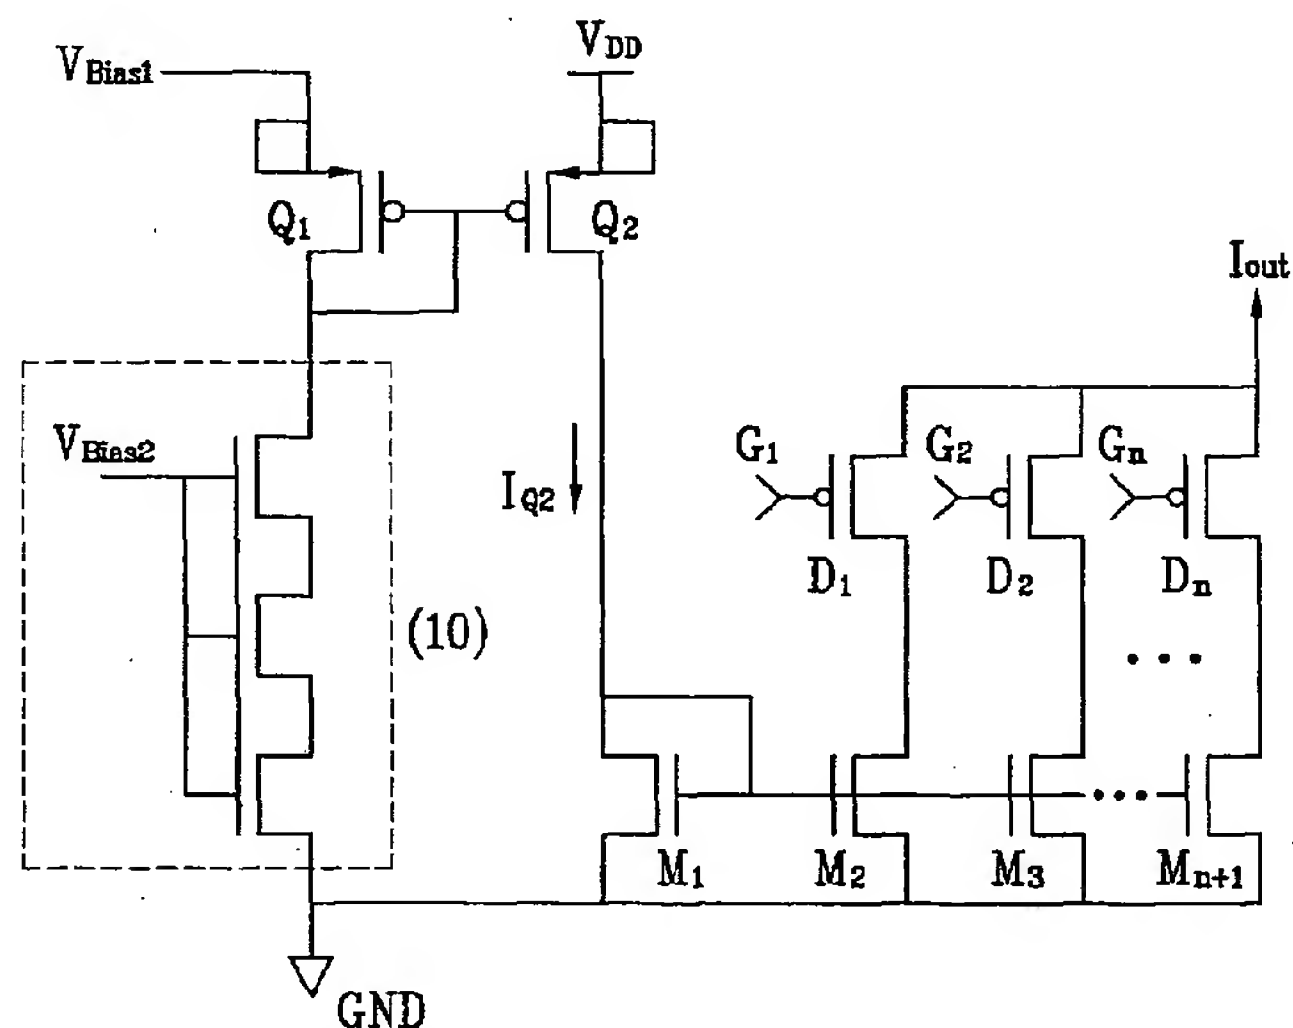 VBias1
VDD
Q1
Q2
Iout
VBias2
IQ2
G1
G2
Gn
D1
D2
Dn
(10)
M1
M2
M3
Mn+1
GND